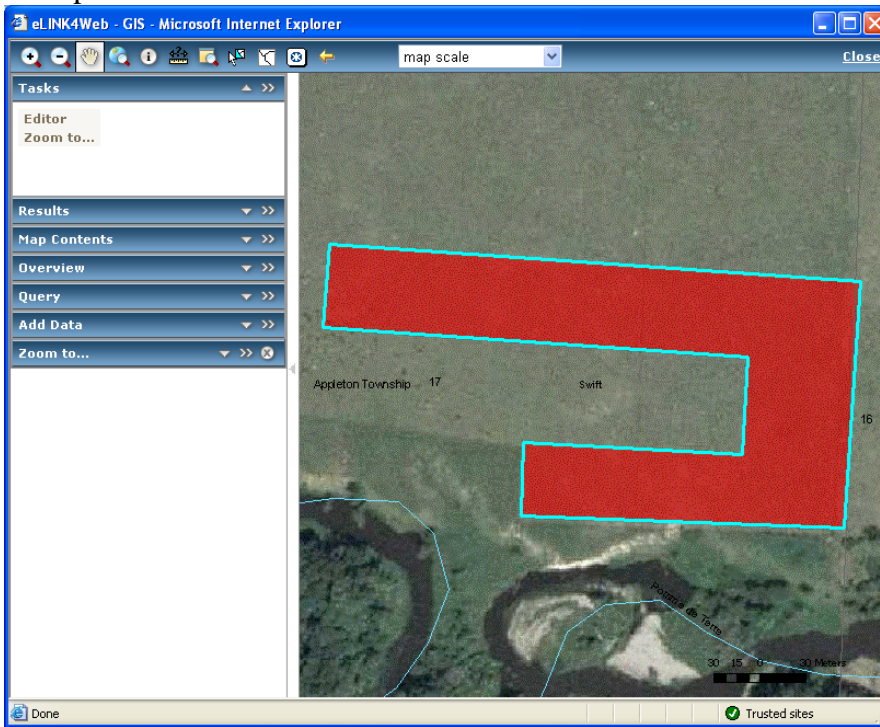 eLINK4Web - GIS - Microsoft Internet Explorer
map scale
Close
Tasks
Editor
Zoom to...
Results
Map Contents
Overview
Query
Add Data
Zoom to...
Appleton Township 17
Swift
16
Pomme de Terre
30 15 0 30 Meters
Done
Trusted sites